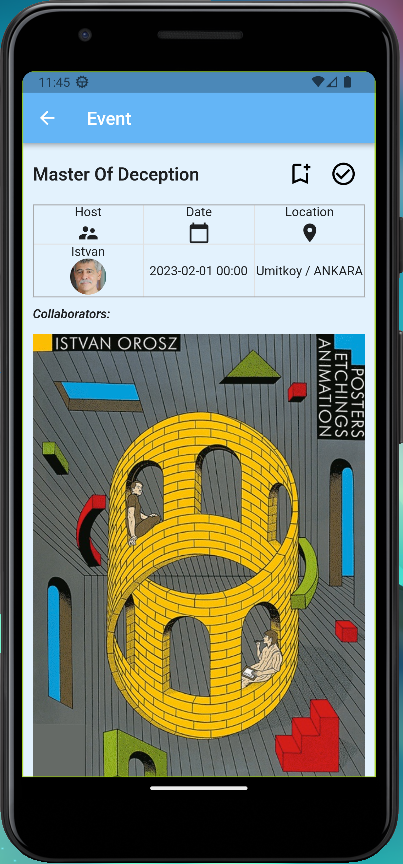 11:45
Event
Master Of Deception
Host
Date
Location
Istvan
2023-02-01 00:00
Umitkoy / ANKARA
Collaborators:
ISTVAN OROSZ
POSTERS
ETCHINGS
ANIMATION